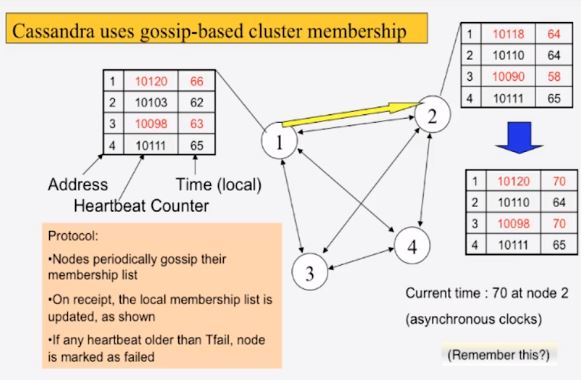 Cassandra uses gossip-based cluster membership
1 10120 66
2 10103 62
3 10098 63
4 10111 65
Address
Heartbeat Counter
Time (local)
1
2
3
4
1 10118 64
2 10110 64
3 10090 58
4 10111 65
1 10120 70
2 10110 64
3 10098 70
4 10111 65
Protocol:
•Nodes periodically gossip their
membership list
•On receipt, the local membership list is
updated, as shown
•If any heartbeat older than Tfail, node
is marked as failed
Current time : 70 at node 2
(asynchronous clocks)
(Remember this?)